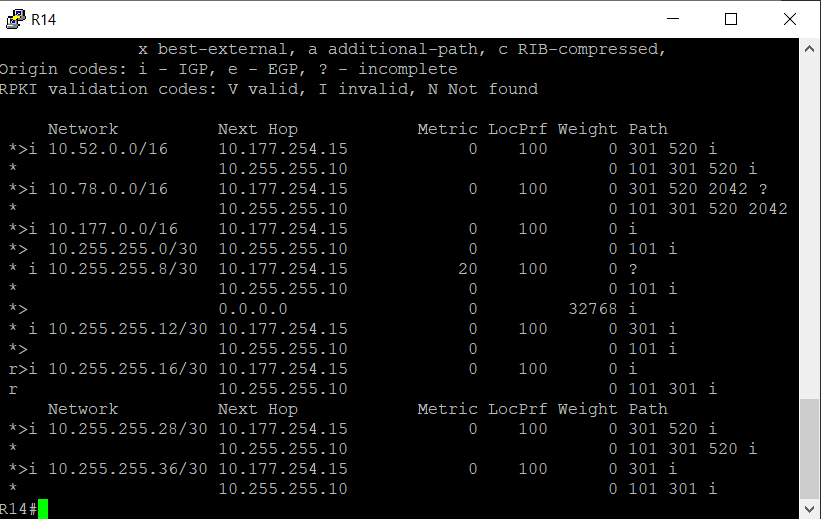 R14
x best-external, a additional-path, c RIB-compressed,
Origin codes: i - IGP, e - EGP, ? - incomplete
RPKI validation codes: V valid, I invalid, N Not found
     Network          Next Hop            Metric LocPrf Weight Path
 *>i 10.52.0.0/16     10.177.254.15            0    100      0 301 520 i
 *                    10.255.255.10                          0 101 301 520 i
 *>i 10.78.0.0/16     10.177.254.15            0    100      0 301 520 2042 ?
 *                    10.255.255.10                          0 101 301 520 2042
 *>i 10.177.0.0/16    10.177.254.15            0    100      0 i
 *>  10.255.255.0/30  10.255.255.10            0             0 101 i
 * i 10.255.255.8/30  10.177.254.15           20    100      0 ?
 *                    10.255.255.10            0             0 101 i
 *>                   0.0.0.0                  0         32768 i
 * i 10.255.255.12/30 10.177.254.15            0    100      0 301 i
 *>                   10.255.255.10            0             0 101 i
 r>i 10.255.255.16/30 10.177.254.15            0    100      0 i
 r                    10.255.255.10                          0 101 301 i
     Network          Next Hop            Metric LocPrf Weight Path
 *>i 10.255.255.28/30 10.177.254.15            0    100      0 301 520 i
 *                    10.255.255.10                          0 101 301 520 i
 *>i 10.255.255.36/30 10.177.254.15            0    100      0 301 i
 *                    10.255.255.10                          0 101 301 i
R14#